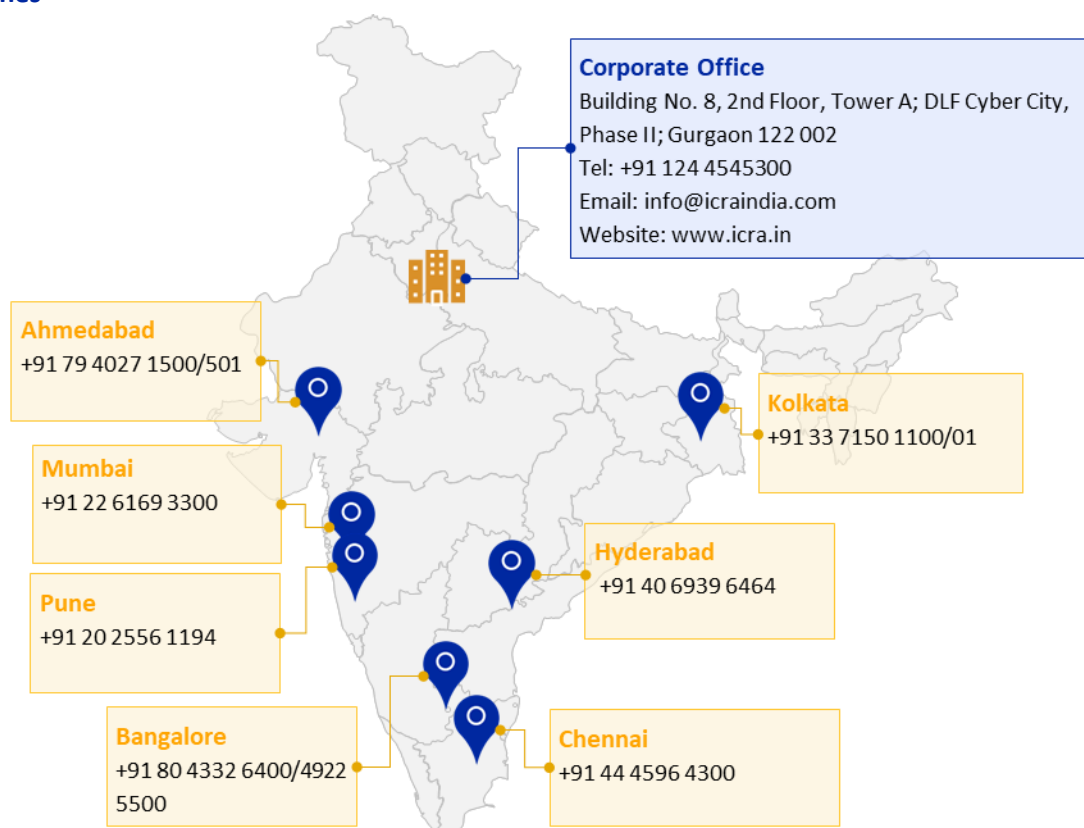 Corporate Office
Building No. 8, 2nd Floor, Tower A; DLF Cyber City,
Phase II; Gurgaon 122 002
Tel: +91 124 4545300
Email: info@icraindia.com
Website: www.icra.in
Ahmedabad
+91 79 4027 1500/501
Kolkata
+91 33 7150 1100/01
Mumbai
+91 22 6169 3300
Hyderabad
+91 40 6939 6464
Pune
+91 20 2556 1194
Bangalore
+91 80 4332 6400/4922
5500
Chennai
+91 44 4596 4300